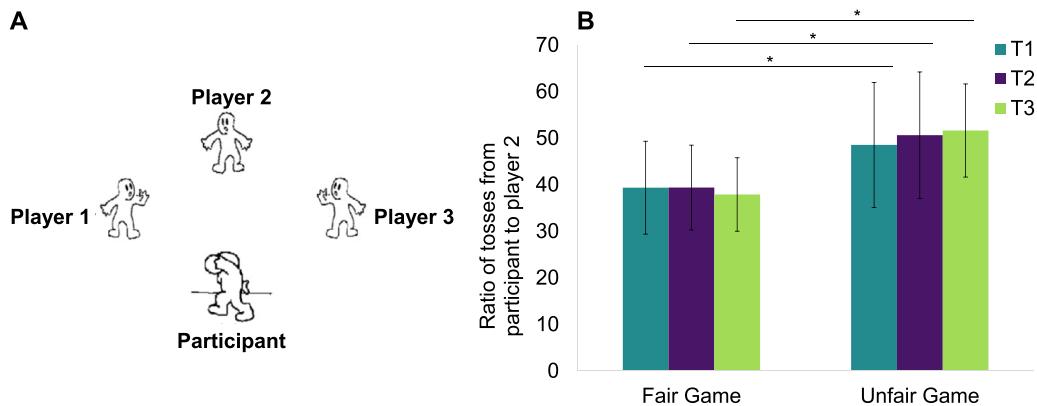 A
Player 2
Player 1
Player 3
Participant
B
*
*
*
70
60
50
40
30
20
10
0
Ratio of tosses from
participant to player 2
Fair Game
Unfair Game
T1
T2
T3